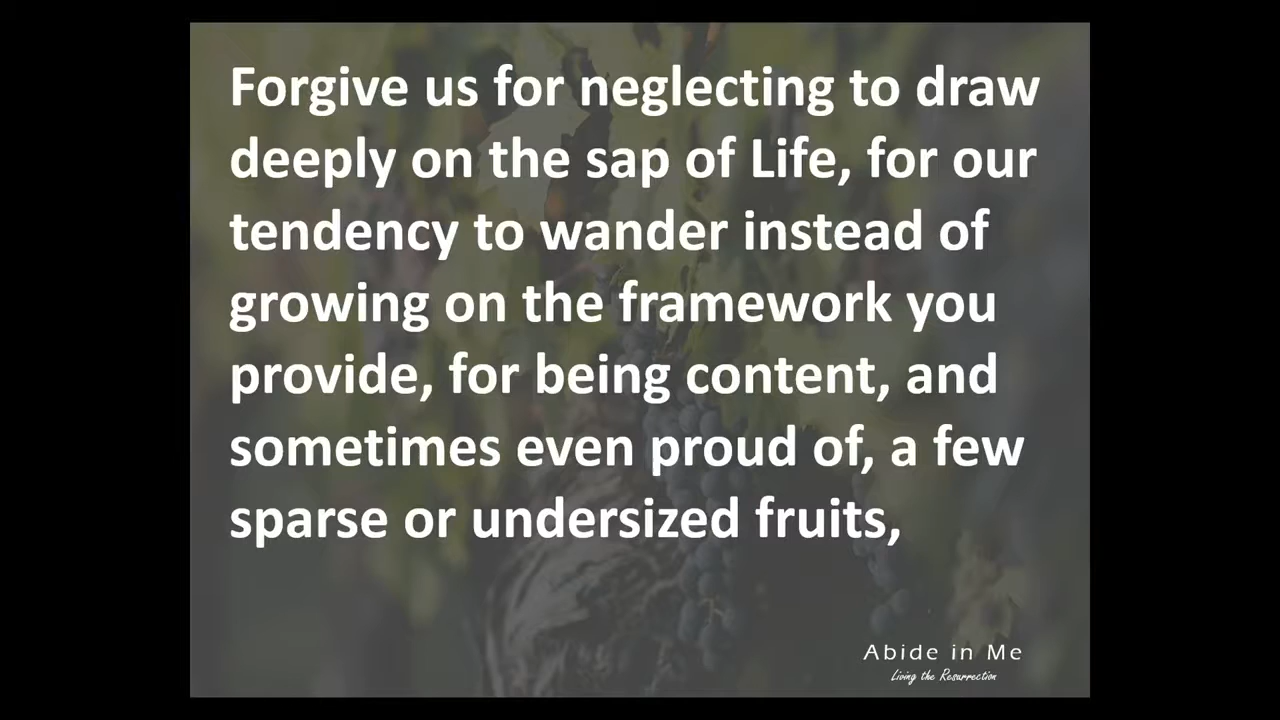 Forgive us for neglecting to draw
deeply on the sap of Life, for our
tendency to wander instead of
growing on the framework you
provide, for being content, and
sometimes even proud of, a few
sparse or undersized fruits,
Abide in Me
Living the Resurrection